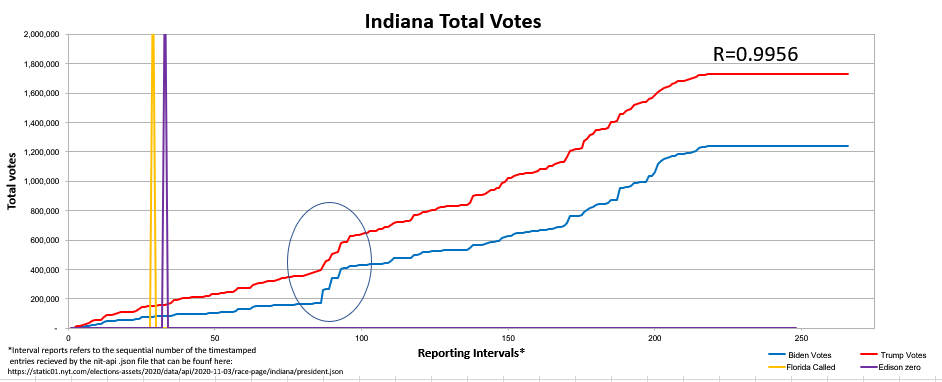 Indiana Total Votes
2,000,000
1,800,000
1,600,000
1,400,000
1,200,000
1,000,000
800,000
600,000
400,000
200,000
-
Total votes
R=0.9956
0
50
100
150
200
250
Reporting Intervals*
*Interval reports refers to the sequential number of the timestamped
entries recieved by the nit-api .json file that can be founf here:
https://static01.nyt.com/elections-assets/2020/data/api/2020-11-03/race-page/indiana/president.json
Biden Votes
Trump Votes
Florida Called
Edison zero